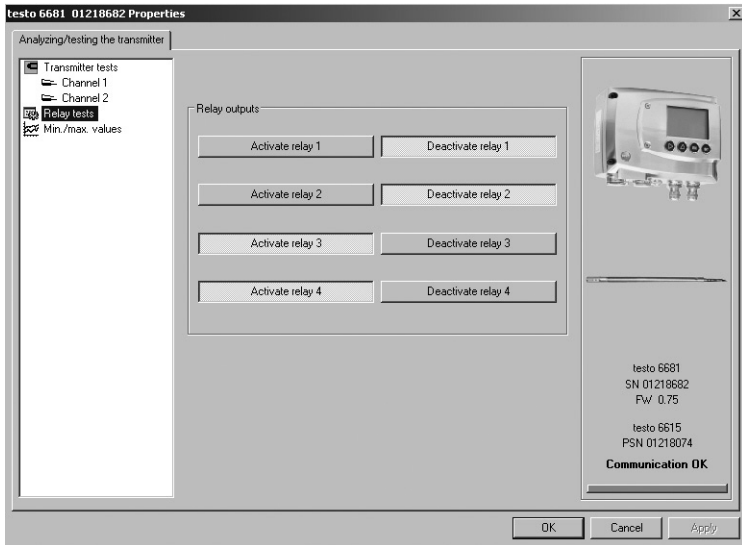 testo 6681 01218682 Properties
Analyzing/testing the transmitter
Transmitter tests
Channel 1
Channel 2
Relay tests
Min./max. values
Relay outputs
Activate relay 1
Deactivate relay 1
Activate relay 2
Deactivate relay 2
Activate relay 3
Deactivate relay 3
Activate relay 4
Deactivate relay 4
testo 6681
SN 01218682
FW 0.75
testo 6615
PSN 01218074
Communication OK
OK
Cancel
Apply